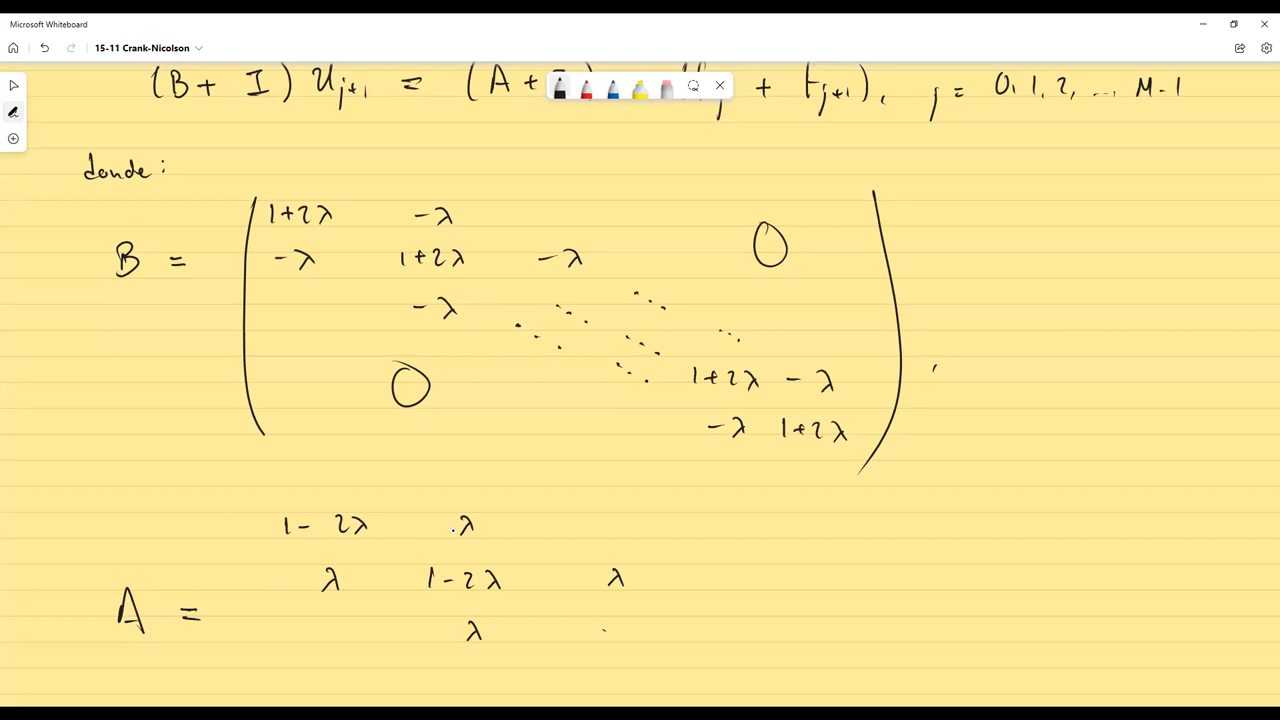 Microsoft Whiteboard
15-11 Crank-Nicolson
(B + I) U_{j+1} = (A + + F_{j+1}), j = 0, 1, 2, ... M-1
donde:
1+2λ -λ 0
B = -λ 1+2λ -λ
-λ
0 1+2λ -λ
-λ 1+2λ
1-2λ λ
λ 1-2λ λ
A =
λ